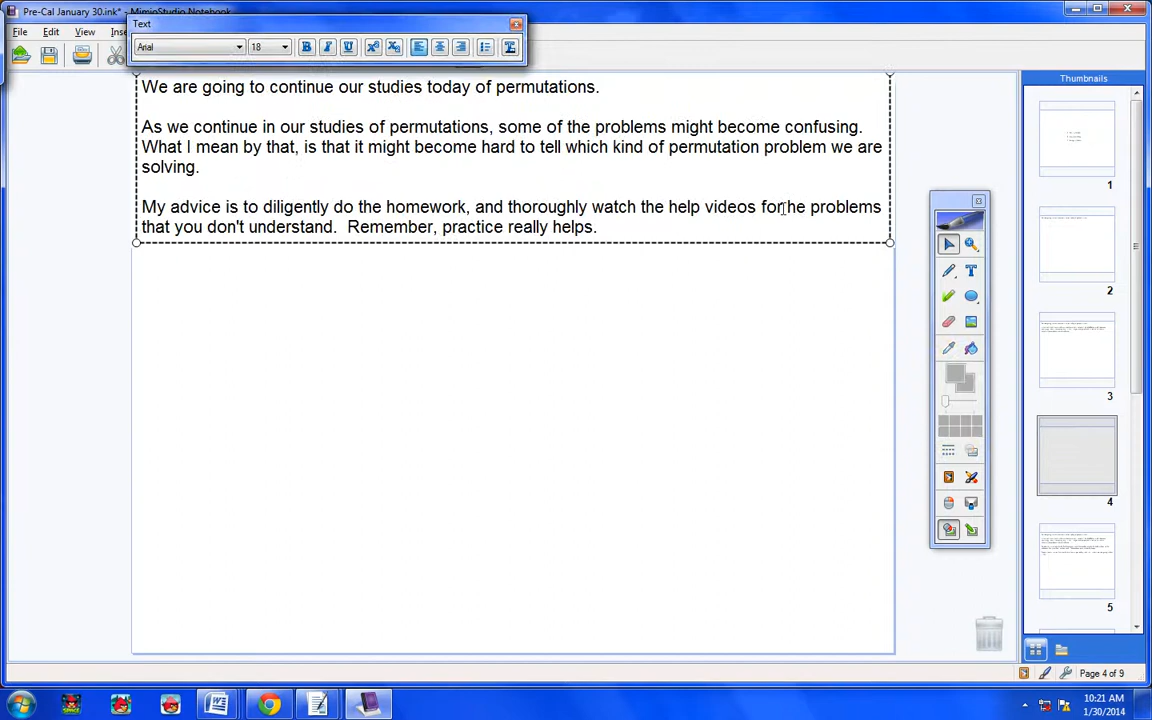 Pre-Cal January 30.ink* - MimioStudio Notebook
Text
File Edit View Inse
Arial 18 B I U
We are going to continue our studies today of permutations.
As we continue in our studies of permutations, some of the problems might become confusing.
What I mean by that, is that it might become hard to tell which kind of permutation problem we are
solving.
My advice is to diligently do the homework, and thoroughly watch the help videos for he problems
that you don't understand. Remember, practice really helps.
Thumbnails
1
2
3
4
5
Page 4 of 9
10:21 AM
1/30/2014